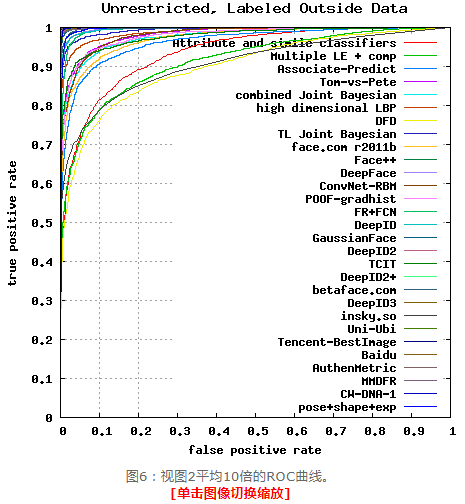 Unrestricted, Labeled Outside Data
1
0.9
0.8
0.7
0.6
0.5
0.4
0.3
0.2
0.1
0
true positive rate
Attribute and simile classifiers
Multiple LE + comp
Associate-Predict
Tom-vs-Pete
combined Joint Bayesian
high dimensional LBP
DFD
TL Joint Bayesian
face.com r2011b
Face++
DeepFace
ConvNet-RBM
POOF-gradhist
FR+FCN
DeepID
GaussianFace
DeepID2
TCIT
DeepID2+
betaface.com
DeepID3
insky.so
Uni-Ubi
Tencent-BestImage
Baidu
AuthenMetric
MMDFR
CW-DNA-1
pose+shape+exp
0 0.1 0.2 0.3 0.4 0.5 0.6 0.7 0.8 0.9 1
false positive rate
图6：视图2平均10倍的ROC曲线。
[单击图像切换缩放]